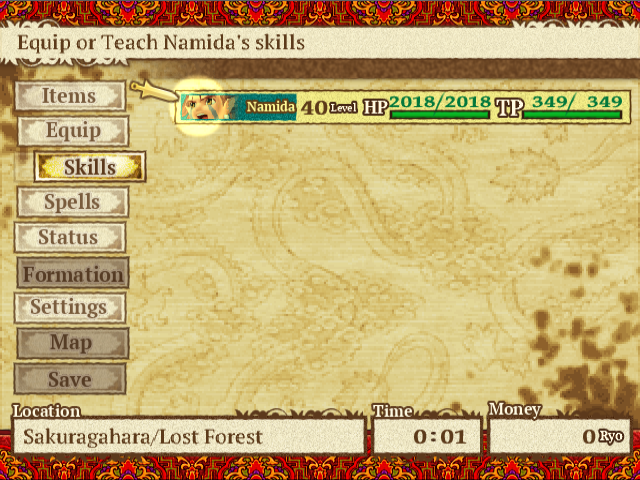 Equip or Teach Namida's skills
Items
Namida 40 Level HP 2018/2018 TP 349/ 349
Equip
Skills
Spells
Status
Formation
Settings
Map
Save
Location
Time
Money
Sakuragahara/Lost Forest
0:01
0 Ryo